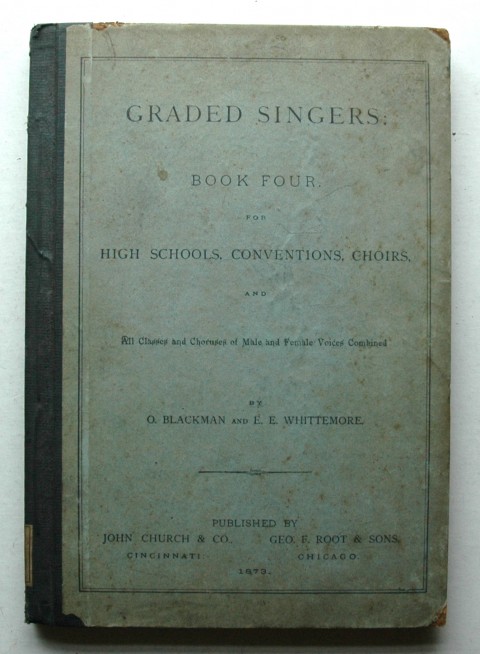 GRADED SINGERS:
BOOK FOUR,
FOR
HIGH SCHOOLS, CONVENTIONS, CHOIRS,
AND
All Classes and Choruses of Male and Female Voices Combined
BY
O. BLACKMAN AND E. E. WHITTEMORE.
PUBLISHED BY
JOHN CHURCH & CO. GEO. F. ROOT & SONS,
CINCINNATI. CHICAGO.
1873.